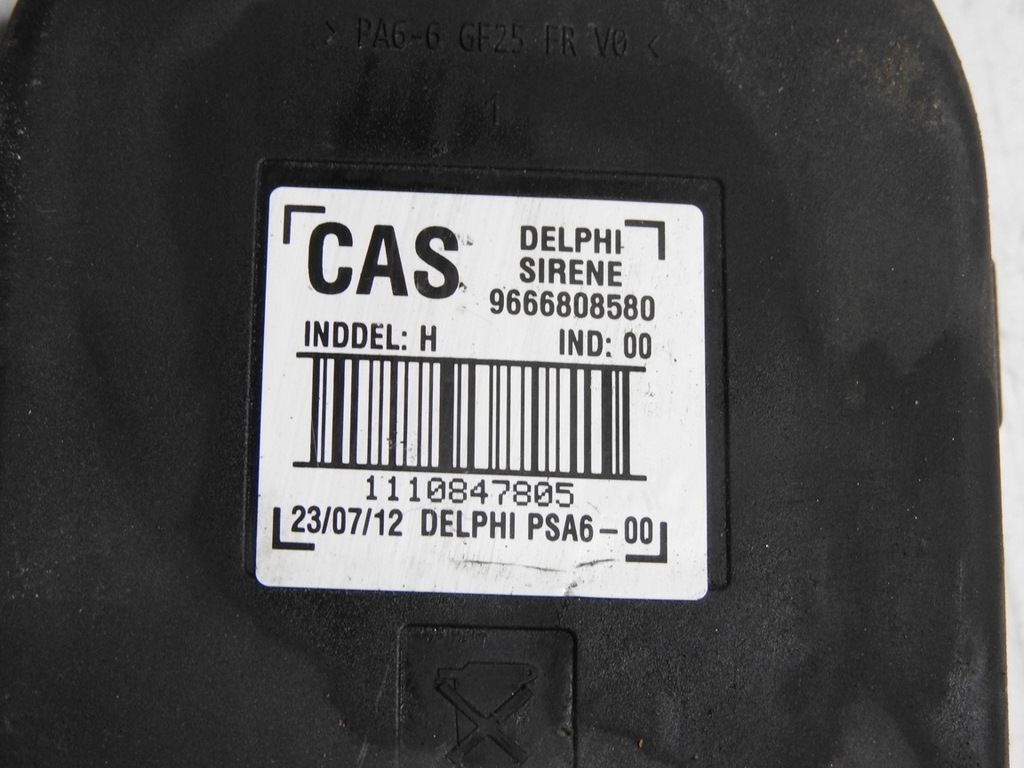 > PA6-6 GF25 FR V0 <
1
CAS
DELPHI
SIRENE
9666808580
INDDEL: H IND: 00
1110847805
23/07/12 DELPHI PSA6-00